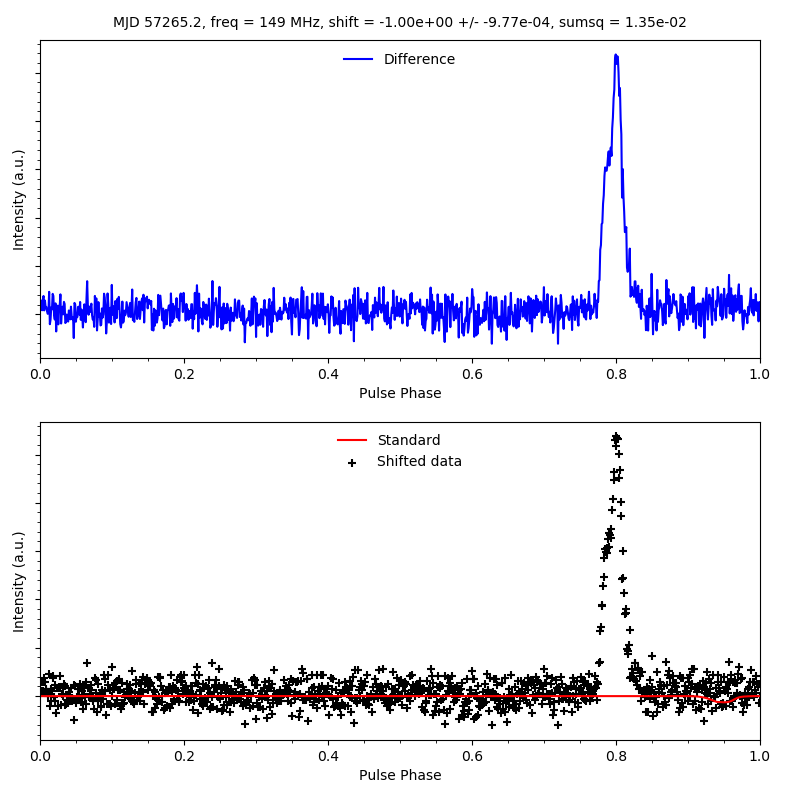 MJD 57265.2, freq = 149 MHz, shift = -1.00e+00 +/- -9.77e-04, sumsq = 1.35e-02
Difference
Intensity (a.u.)
0.0 0.2 0.4 0.6 0.8 1.0
Pulse Phase
Standard
Shifted data
Intensity (a.u.)
0.0 0.2 0.4 0.6 0.8 1.0
Pulse Phase